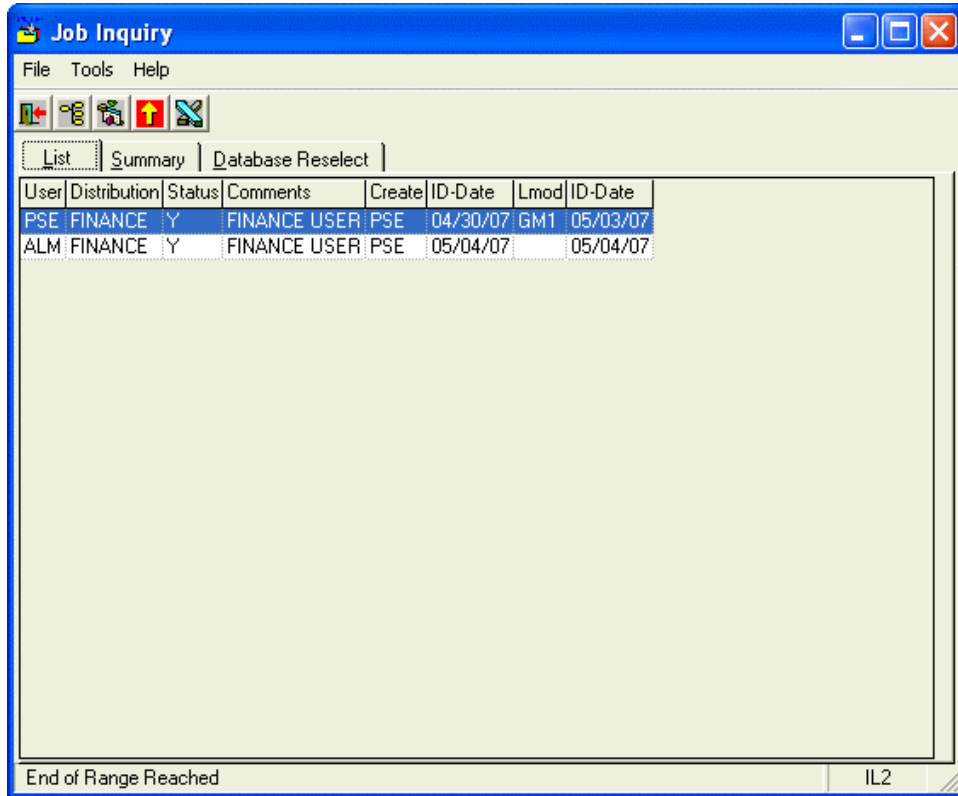 Job Inquiry
File Tools Help
List Summary Database Reselect
User Distribution Status Comments Create ID-Date Lmod ID-Date
PSE FINANCE Y FINANCE USER PSE 04/30/07 GM1 05/03/07
ALM FINANCE Y FINANCE USER PSE 05/04/07 05/04/07
End of Range Reached IL2